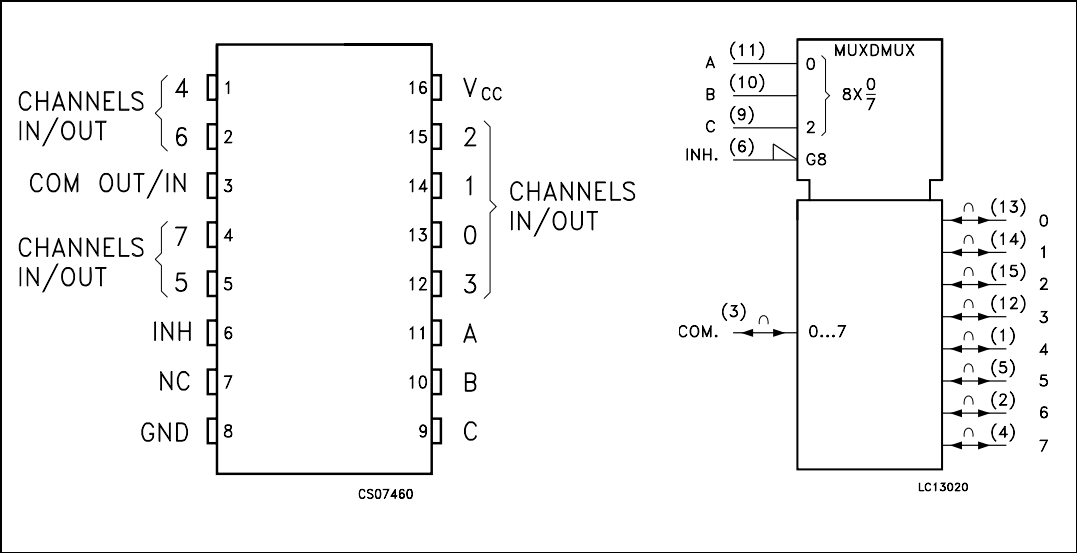 CHANNELS
IN/OUT
4
6
COM OUT/IN
CHANNELS
IN/OUT
7
5
INH
NC
GND
1
2
3
4
5
6
7
8
16
15
14
13
12
11
10
9
VCC
2
1
0
3
CHANNELS
IN/OUT
A
B
C
CS07460
MUXDMUX
A (11) 0
B (10)
C (9) 2
8X 0/7
INH. (6) G8
COM. (3) ∩ 0...7
∩ (13) 0
∩ (14) 1
∩ (15) 2
∩ (12) 3
∩ (1) 4
∩ (5) 5
∩ (2) 6
∩ (4) 7
LC13020